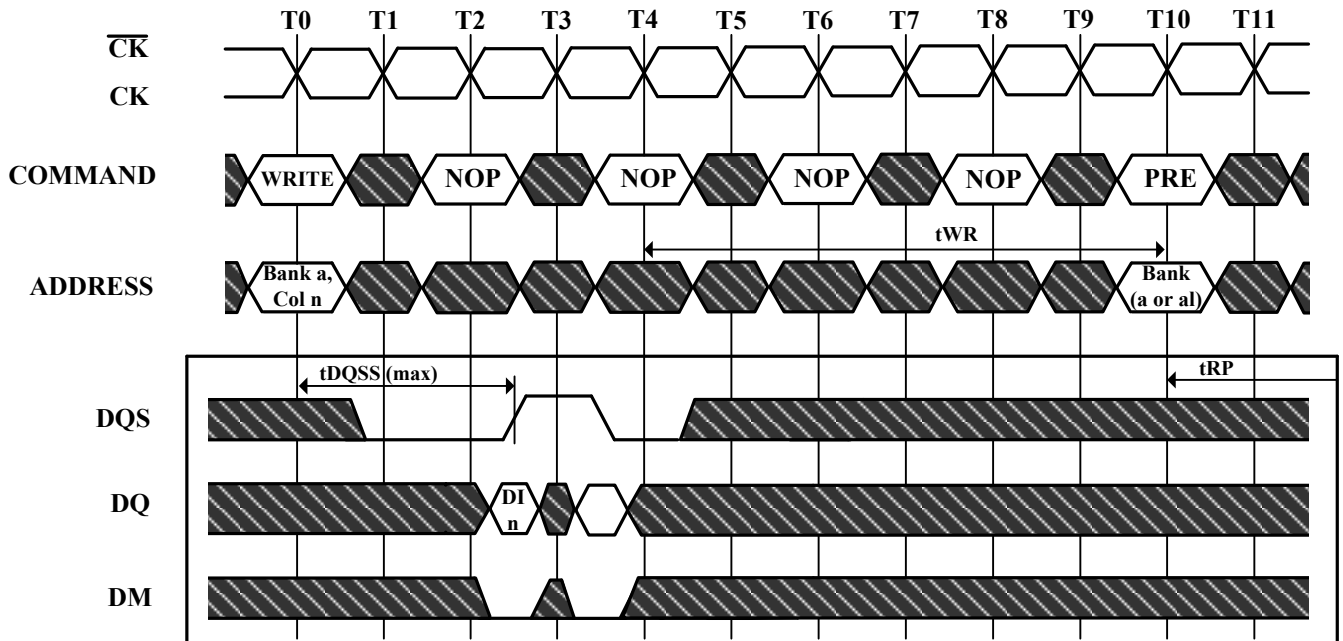 T0 T1 T2 T3 T4 T5 T6 T7 T8 T9 T10 T11
CK
CK
COMMAND WRITE NOP NOP NOP NOP PRE
tWR
ADDRESS Bank a, Col n Bank (a or al)
tDQSS (max) tRP
DQS
DQ DI n
DM